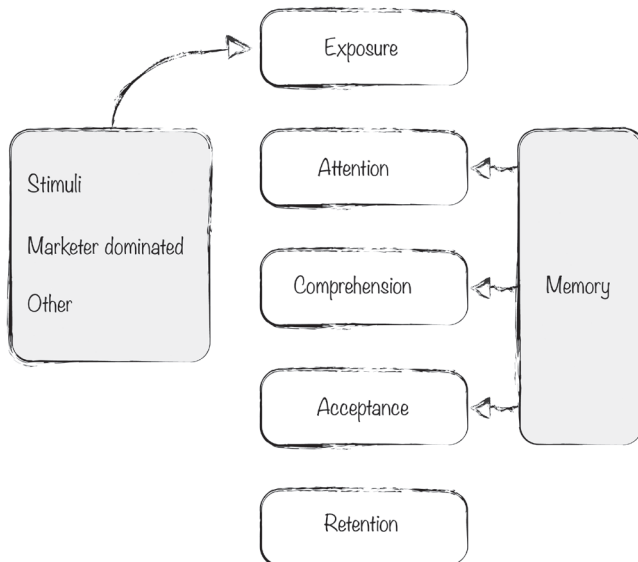 Exposure
Stimuli
Marketer dominated
Other
Attention
Comprehension
Acceptance
Retention
Memory